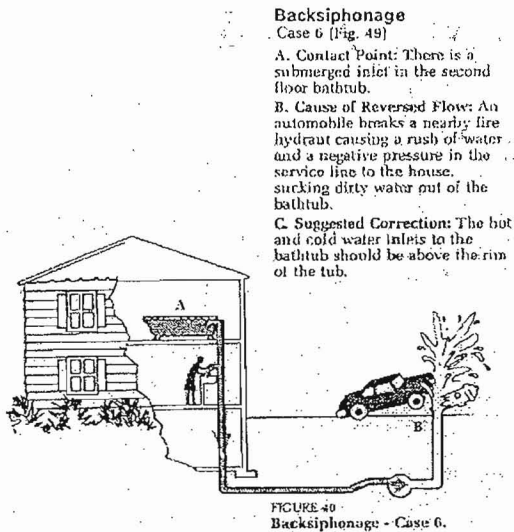 Backsiphonage
Case 6 (Fig. 49)
A. Contact Point: There is a
submerged inlet in the second
floor bathtub.
B. Cause of Reversed Flow: An
automobile breaks a nearby fire
hydrant causing a rush of water
and a negative pressure in the
service line to the house,
sucking dirty water out of the
bathtub.
C. Suggested Correction: The hot
and cold water inlets to the
bathtub should be above the rim
of the tub.
A
B
FIGURE 40
Backsiphonage - Case 6.